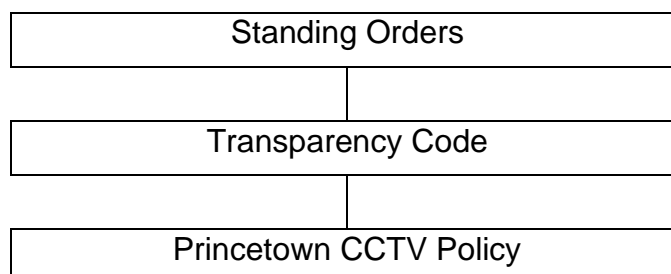 Standing Orders
Transparency Code
Princetown CCTV Policy